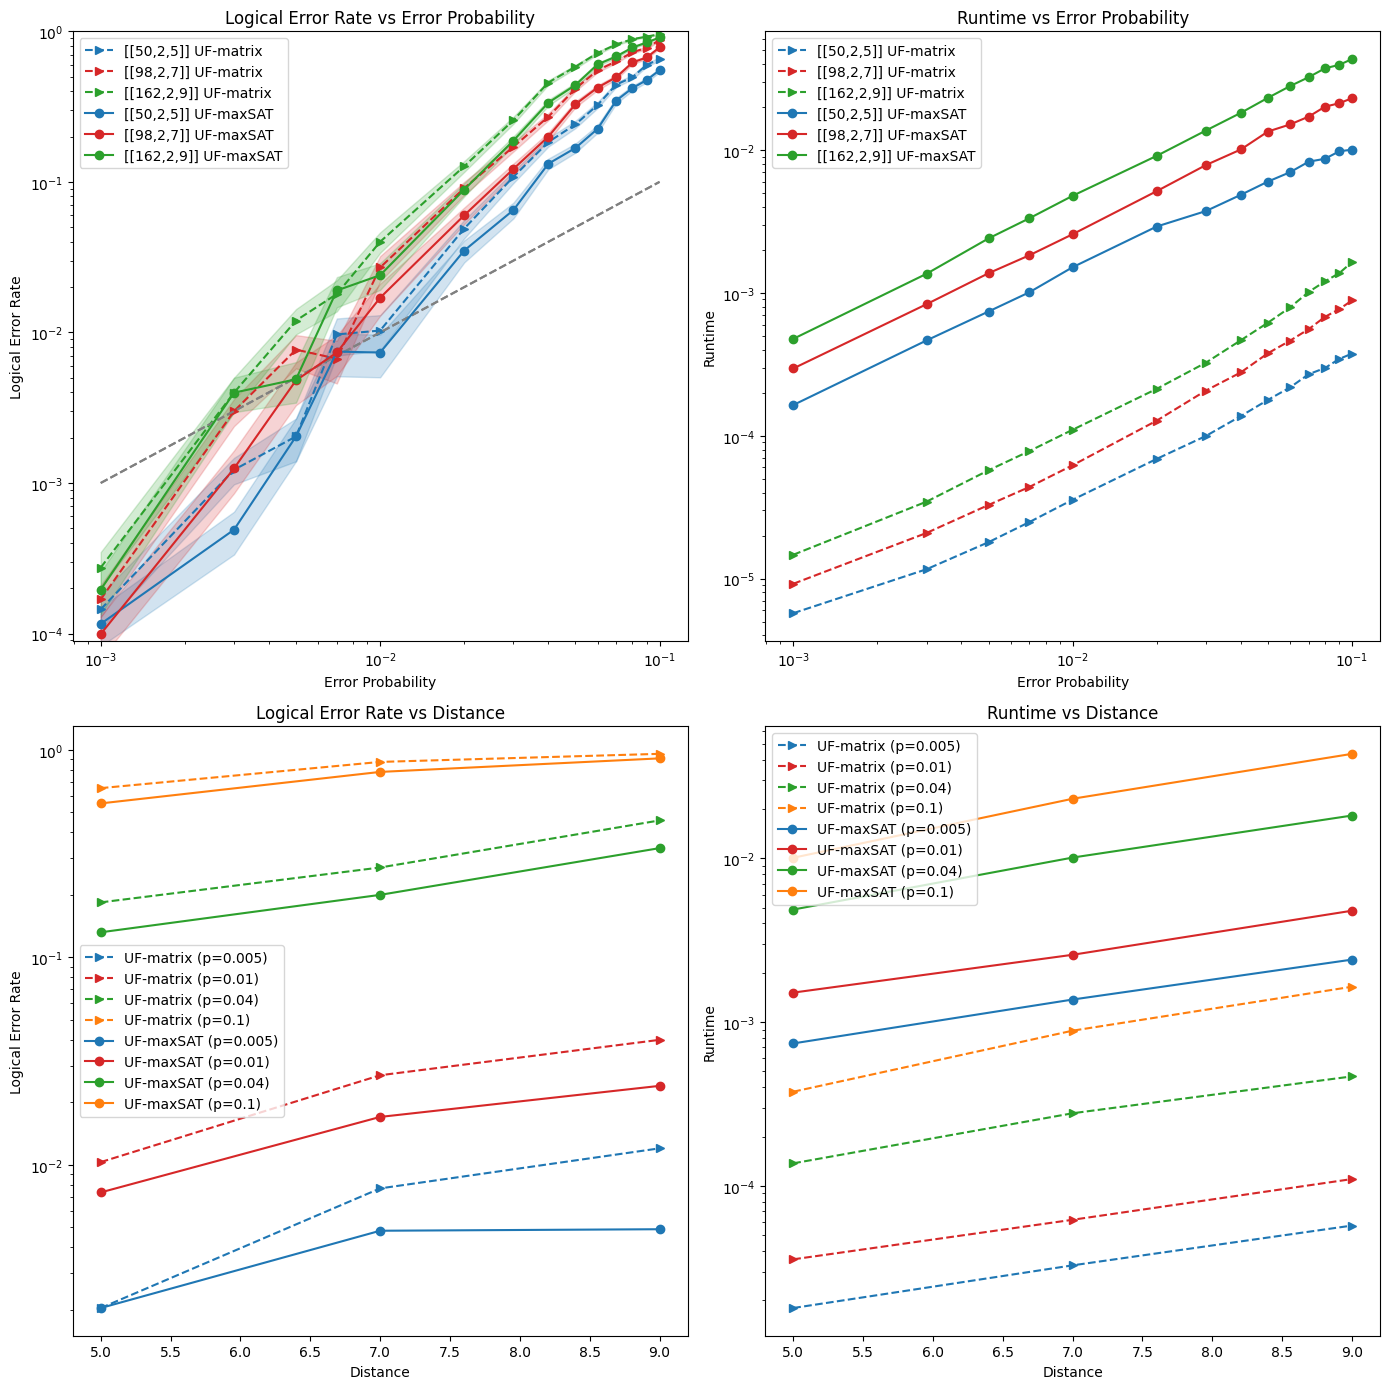 Logical Error Rate vs Error Probability
10⁰
10⁻¹
10⁻²
10⁻³
10⁻⁴
Logical Error Rate
[[50,2,5]] UF-matrix
[[98,2,7]] UF-matrix
[[162,2,9]] UF-matrix
[[50,2,5]] UF-maxSAT
[[98,2,7]] UF-maxSAT
[[162,2,9]] UF-maxSAT
10⁻³ 10⁻² 10⁻¹
Error Probability
Runtime vs Error Probability
10⁻²
10⁻³
10⁻⁴
10⁻⁵
Runtime
[[50,2,5]] UF-matrix
[[98,2,7]] UF-matrix
[[162,2,9]] UF-matrix
[[50,2,5]] UF-maxSAT
[[98,2,7]] UF-maxSAT
[[162,2,9]] UF-maxSAT
10⁻³ 10⁻² 10⁻¹
Error Probability
Logical Error Rate vs Distance
10⁰
10⁻¹
10⁻²
Logical Error Rate
UF-matrix (p=0.005)
UF-matrix (p=0.01)
UF-matrix (p=0.04)
UF-matrix (p=0.1)
UF-maxSAT (p=0.005)
UF-maxSAT (p=0.01)
UF-maxSAT (p=0.04)
UF-maxSAT (p=0.1)
5.0 5.5 6.0 6.5 7.0 7.5 8.0 8.5 9.0
Distance
Runtime vs Distance
10⁻²
10⁻³
10⁻⁴
Runtime
UF-matrix (p=0.005)
UF-matrix (p=0.01)
UF-matrix (p=0.04)
UF-matrix (p=0.1)
UF-maxSAT (p=0.005)
UF-maxSAT (p=0.01)
UF-maxSAT (p=0.04)
UF-maxSAT (p=0.1)
5.0 5.5 6.0 6.5 7.0 7.5 8.0 8.5 9.0
Distance